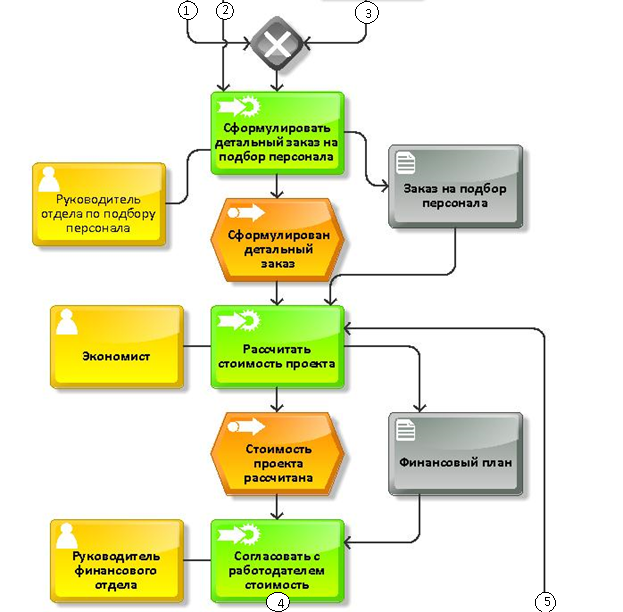 1
2
3
Сформулировать
детальный заказ на
подбор персонала
Руководитель
отдела по подбору
персонала
Заказ на подбор
персонала
Сформулирован
детальный
заказ
Экономист
Рассчитать
стоимость проекта
Стоимость
проекта
рассчитана
Финансовый план
Руководитель
финансового
отдела
Согласовать с
работодателем
стоимость
4
5